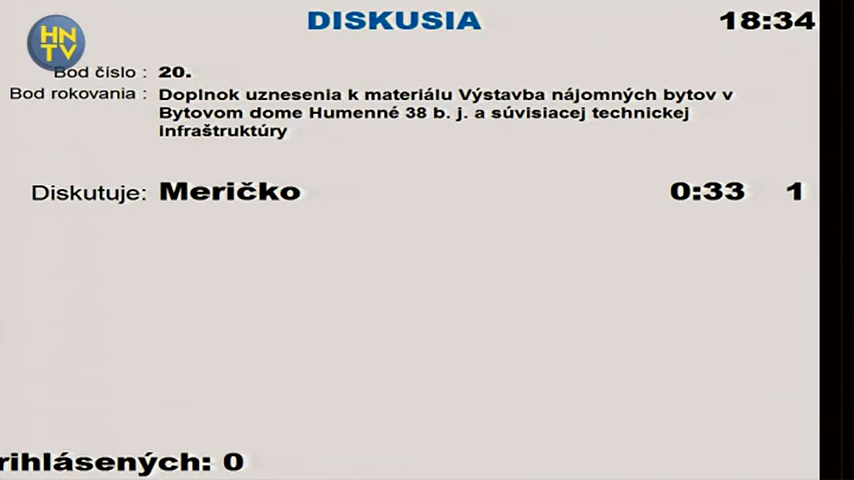 DISKUSIA 18:34
HN
TV
Bod číslo : 20.
Bod rokovania : Doplnok uznesenia k materiálu Výstavba nájomných bytov v
Bytovom dome Humenné 38 b. j. a súvisiacej technickej
infraštruktúry
Diskutuje: Meričko 0:33 1
rihlásených: 0